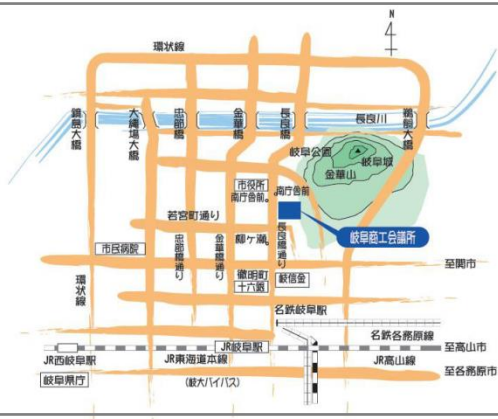 N
環状線
鏡島大橋
大縄場大橋
忠節橋
金華橋
長良橋
長良川
鵜飼大橋
岐阜公園
岐阜城
金華山
市役所
南庁舎前
南庁舎前
若宮町通り
長良橋通り
岐阜商工会議所
市民病院
忠節橋通り
金華橋通り
柳ヶ瀬
環状線
徹明町
十六銀
岐信金
至関市
名鉄岐阜駅
名鉄各務原線
JR岐阜駅
至高山市
JR西岐阜駅
JR東海道本線
JR高山線
岐阜県庁
(岐大バイパス)
至各務原市